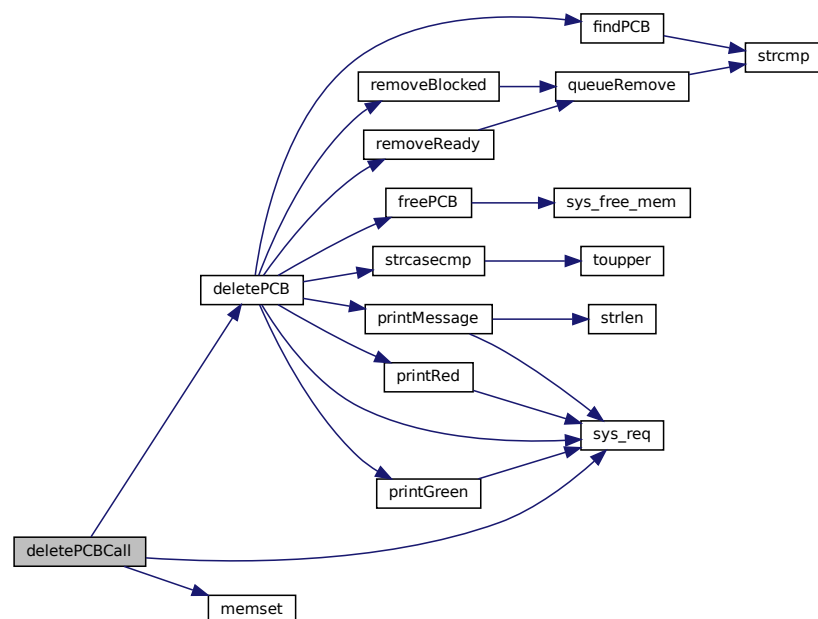 findPCB
strcmp
removeBlocked
queueRemove
removeReady
freePCB
sys_free_mem
strcasecmp
toupper
deletePCB
printMessage
strlen
printRed
sys_req
printGreen
deletePCBCall
memset